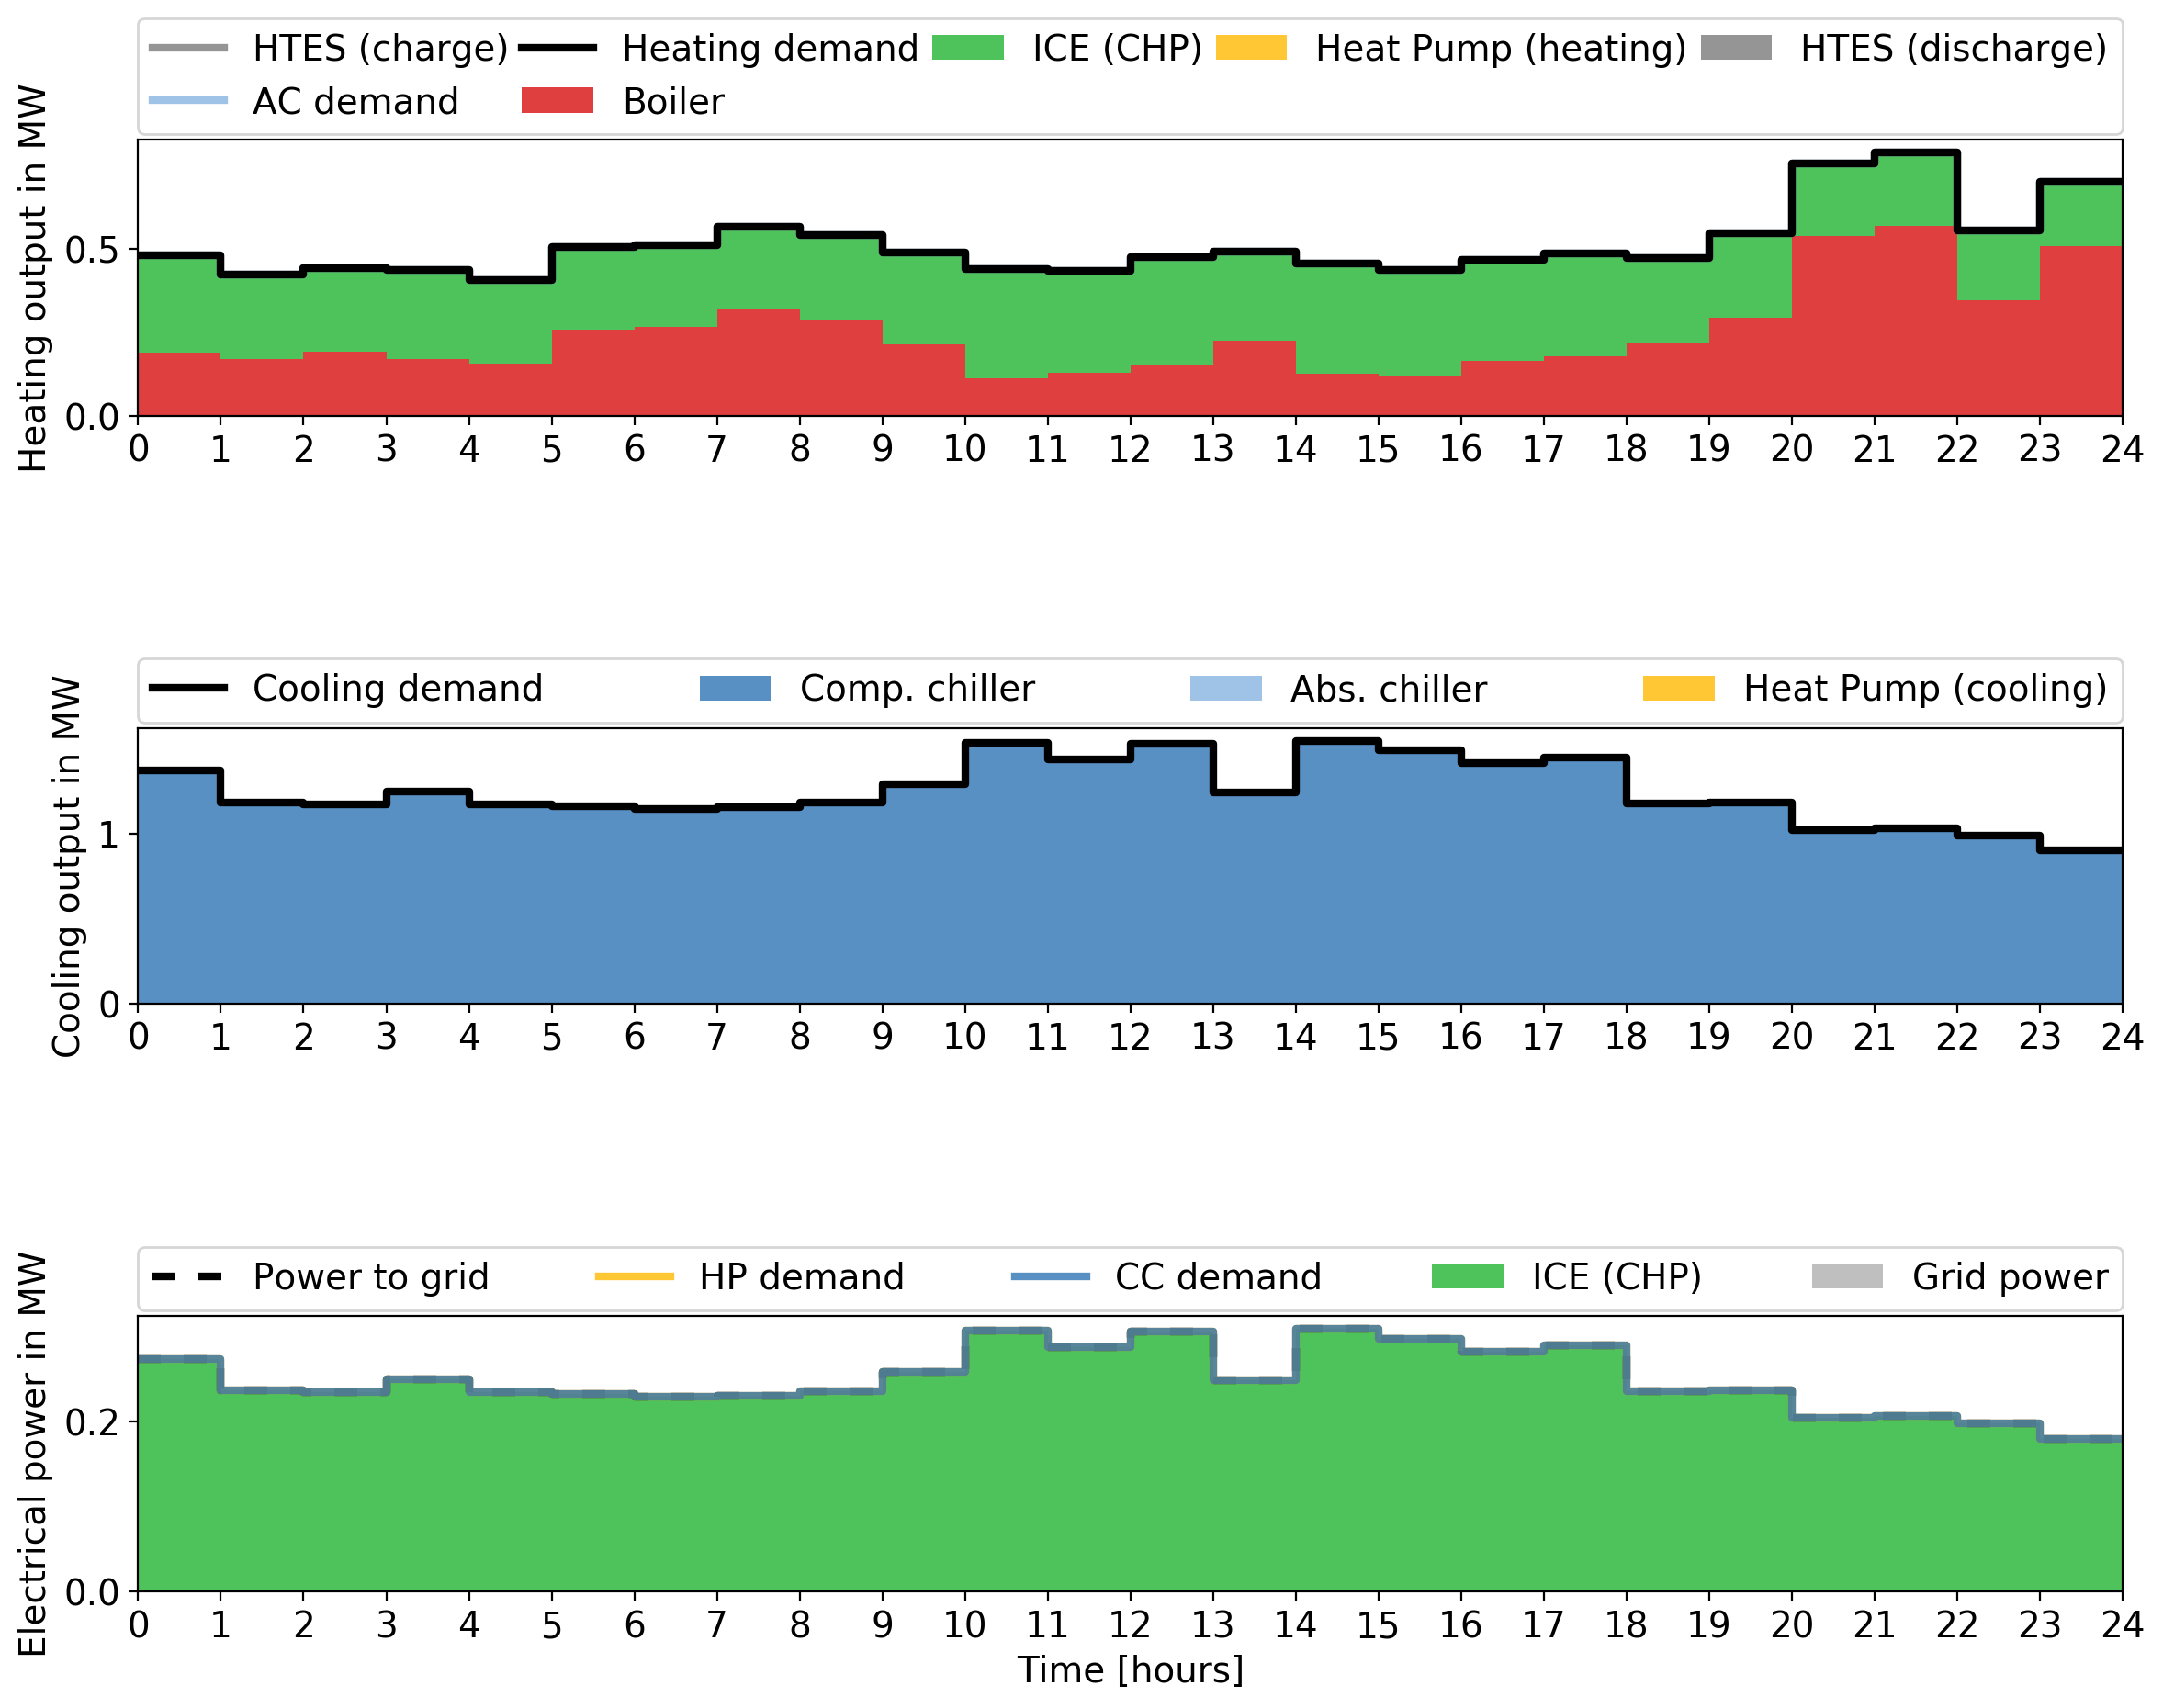 HTES (charge) Heating demand ICE (CHP) Heat Pump (heating) HTES (discharge)
AC demand Boiler
Heating output in MW
0.5
0.0
0 1 2 3 4 5 6 7 8 9 10 11 12 13 14 15 16 17 18 19 20 21 22 23 24
Cooling demand Comp. chiller Abs. chiller Heat Pump (cooling)
Cooling output in MW
1
0
0 1 2 3 4 5 6 7 8 9 10 11 12 13 14 15 16 17 18 19 20 21 22 23 24
Power to grid HP demand CC demand ICE (CHP) Grid power
Electrical power in MW
0.2
0.0
0 1 2 3 4 5 6 7 8 9 10 11 12 13 14 15 16 17 18 19 20 21 22 23 24
Time [hours]